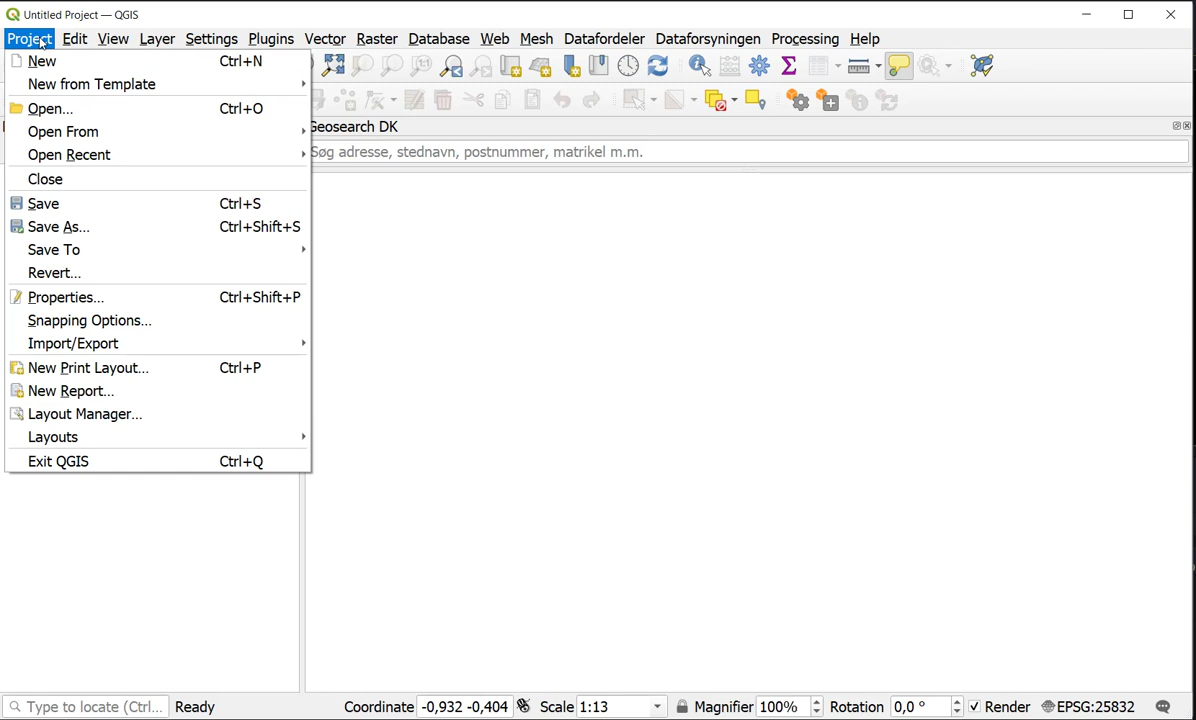 Untitled Project — QGIS
Project Edit View Layer Settings Plugins Vector Raster Database Web Mesh Datafordeler Dataforsyningen Processing Help
New Ctrl+N
New from Template
Open... Ctrl+O
Open From
Open Recent
Close
Save Ctrl+S
Save As... Ctrl+Shift+S
Save To
Revert...
Properties... Ctrl+Shift+P
Snapping Options...
Import/Export
New Print Layout... Ctrl+P
New Report...
Layout Manager...
Layouts
Exit QGIS Ctrl+Q
Geosearch DK
Søg adresse, stednavn, postnummer, matrikel m.m.
Type to locate (Ctrl... Ready Coordinate -0,932 -0,404 Scale 1:13 Magnifier 100% Rotation 0,0 ° Render EPSG:25832